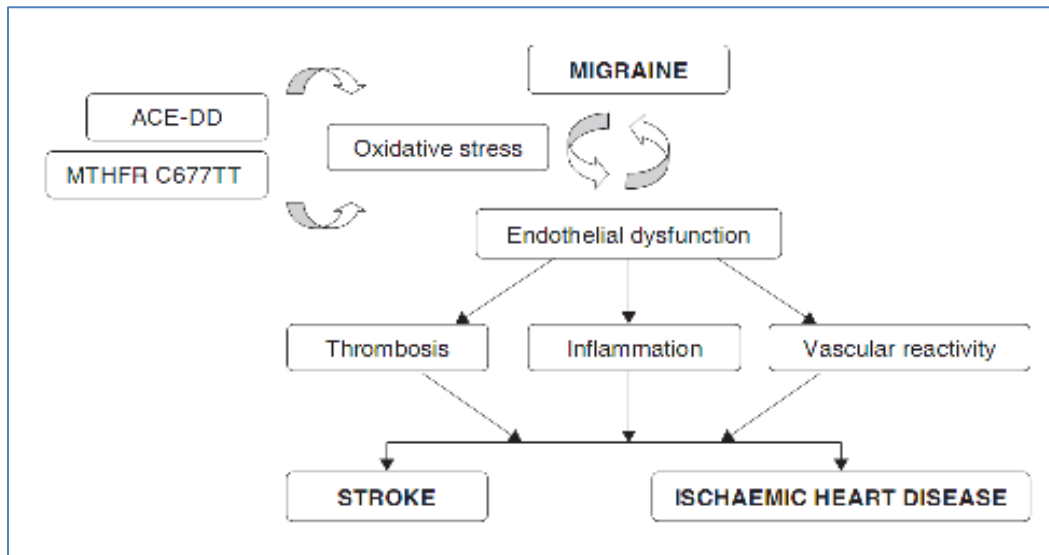 MIGRAINE
ACE-DD
Oxidative stress
MTHFR C677TT
Endothelial dysfunction
Thrombosis
Inflammation
Vascular reactivity
STROKE
ISCHAEMIC HEART DISEASE